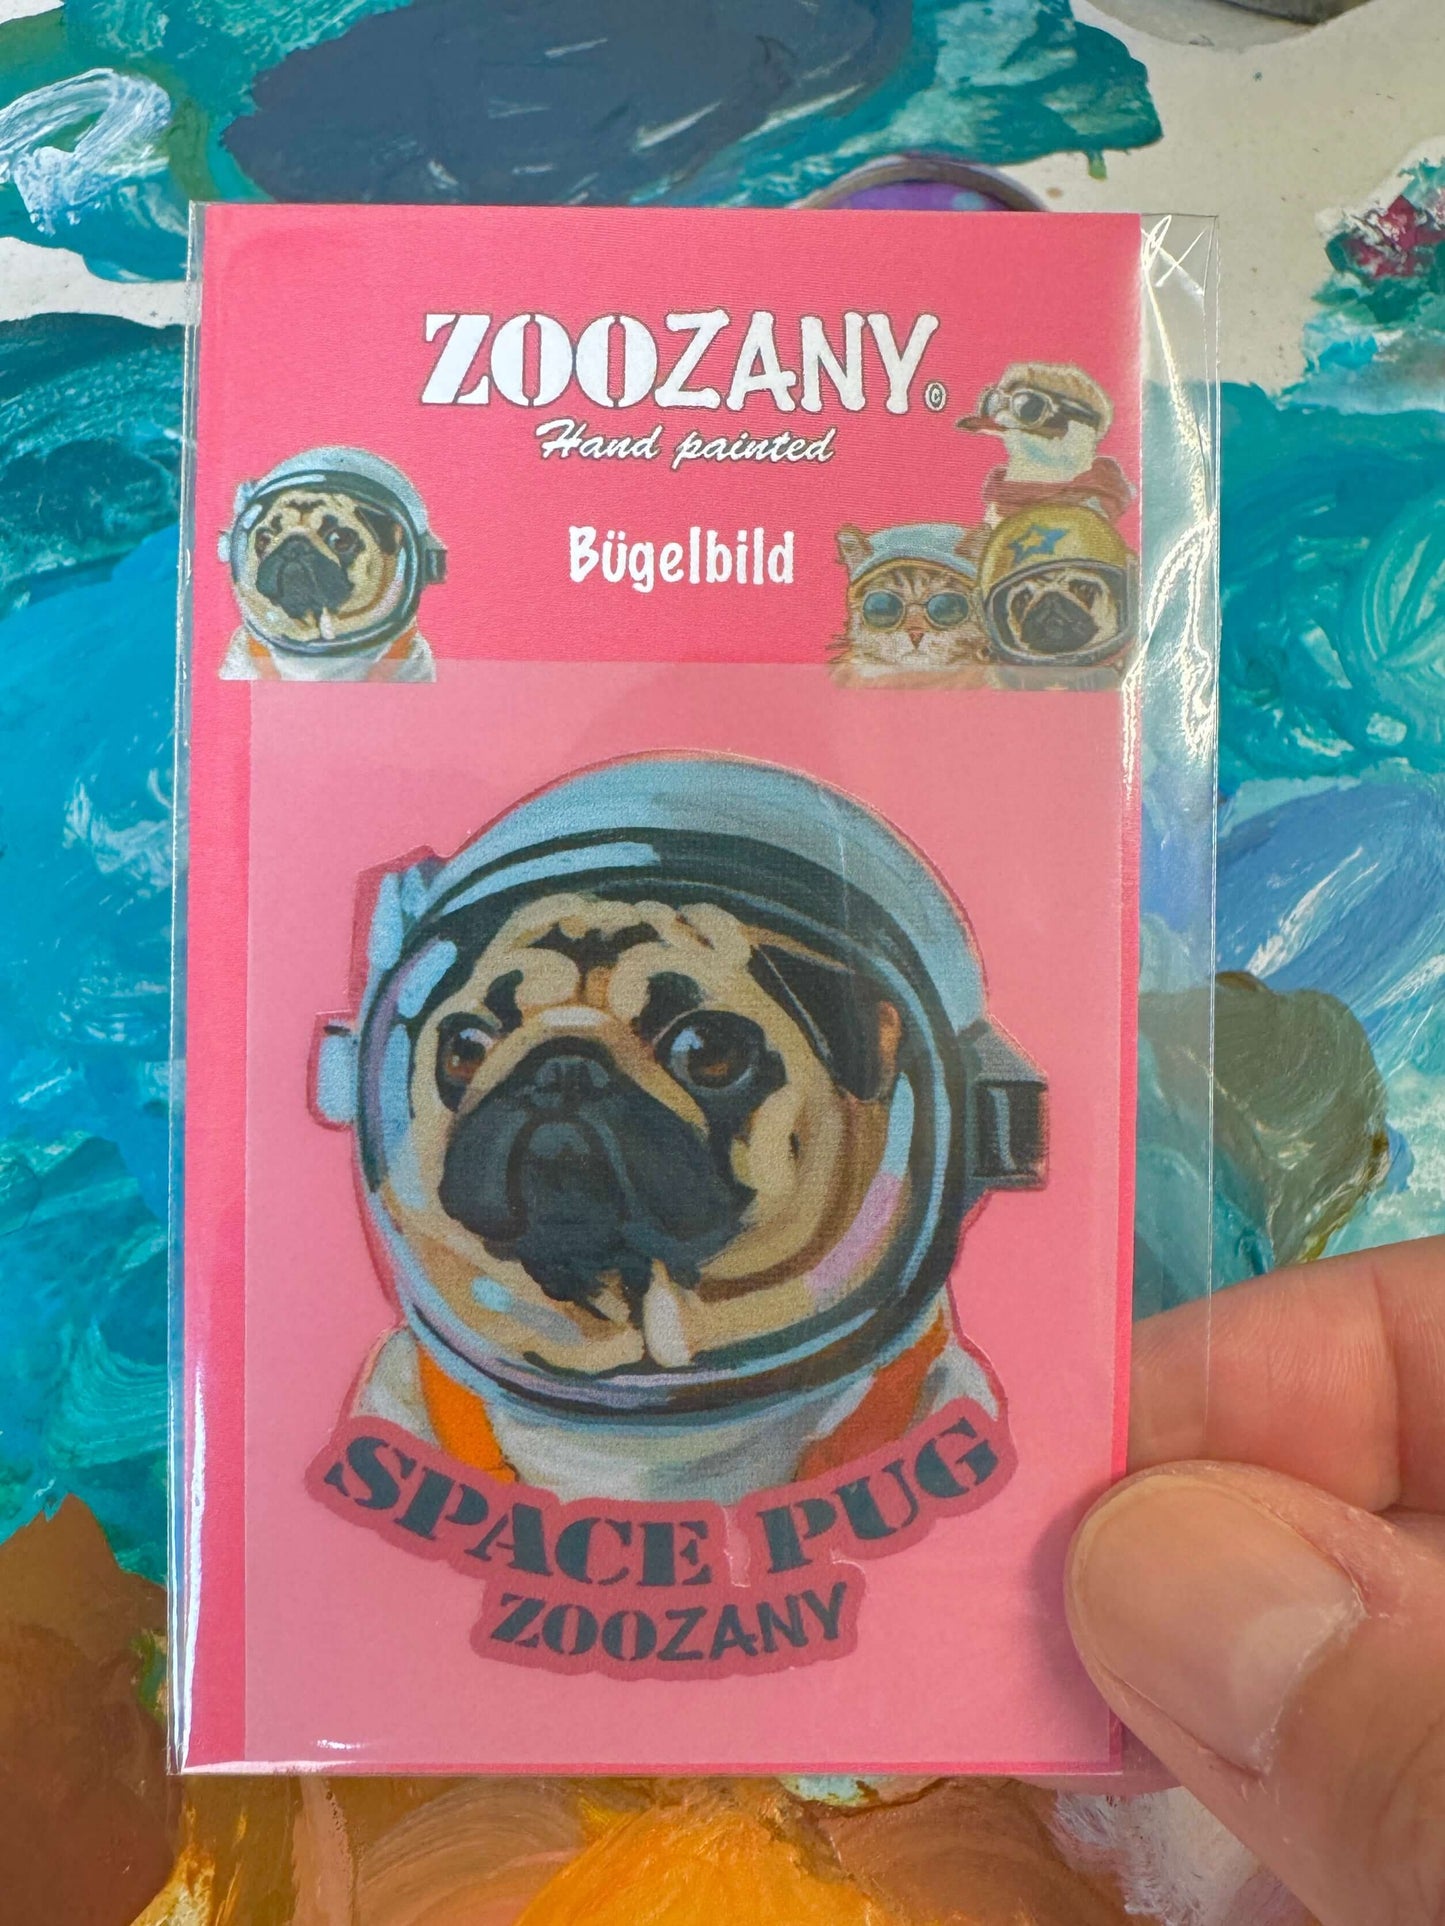 ZOOZANY©
Hand painted
Bügelbild
SPACE PUG
ZOOZANY